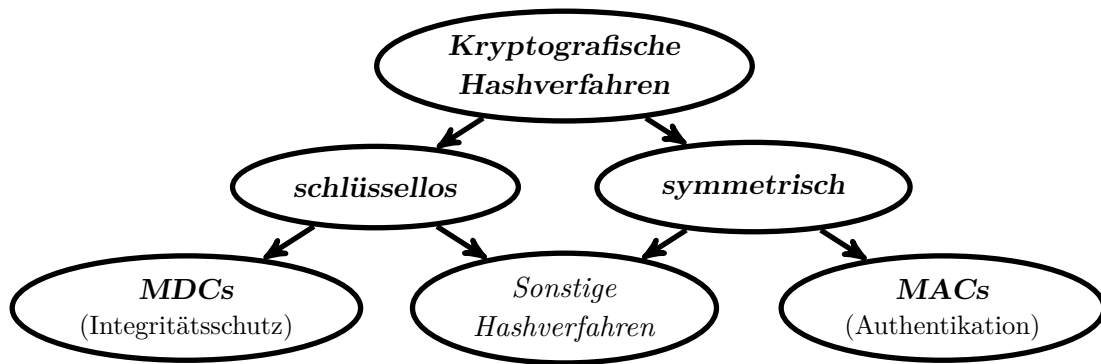 Kryptografische
Hashverfahren
schlüssellos
symmetrisch
MDCs
(Integritätsschutz)
Sonstige
Hashverfahren
MACs
(Authentikation)